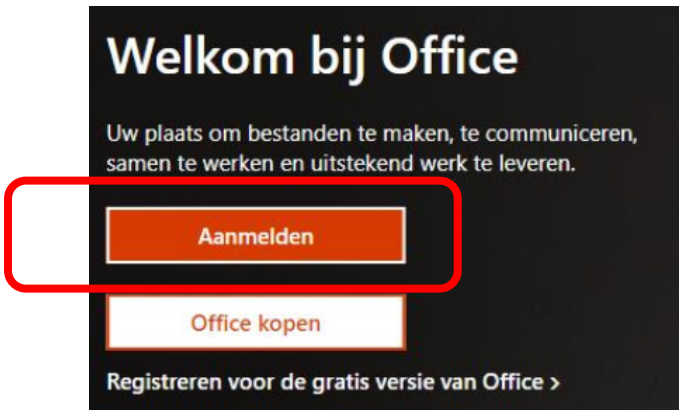 Welkom bij Office
Uw plaats om bestanden te maken, te communiceren,
samen te werken en uitstekend werk te leveren.
Aanmelden
Office kopen
Registreren voor de gratis versie van Office >